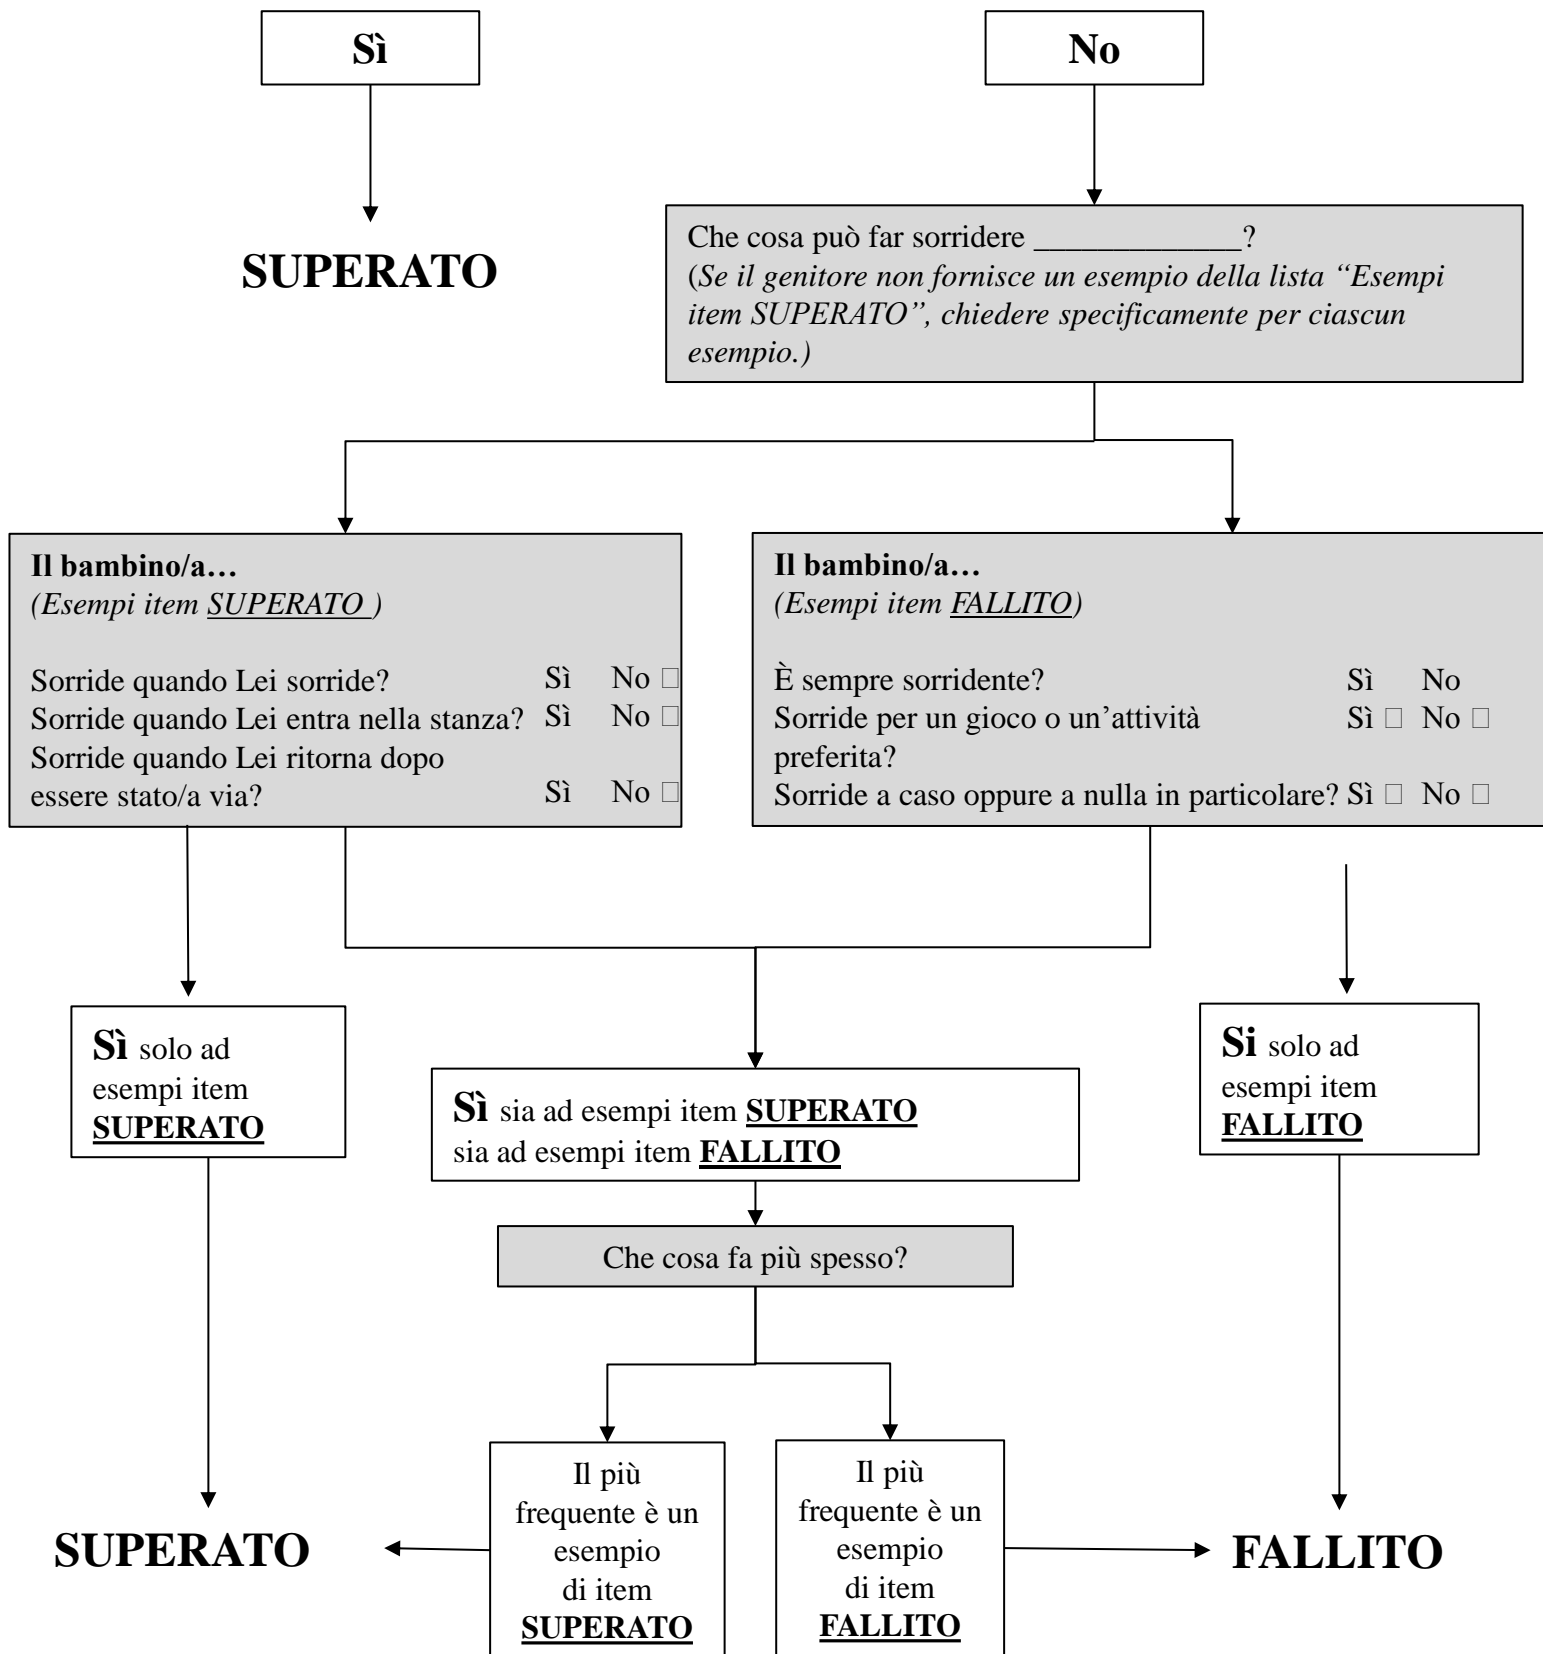 Sì
No
SUPERATO
Che cosa può far sorridere _____________?
(Se il genitore non fornisce un esempio della lista “Esempi
item SUPERATO”, chiedere specificamente per ciascun
esempio.)
Il bambino/a…
(Esempi item SUPERATO )
Sorride quando Lei sorride? Sì No □
Sorride quando Lei entra nella stanza? Sì No □
Sorride quando Lei ritorna dopo
essere stato/a via? Sì No □
Il bambino/a…
(Esempi item FALLITO)
È sempre sorridente? Sì No
Sorride per un gioco o un’attività Sì □ No □
preferita?
Sorride a caso oppure a nulla in particolare? Sì □ No □
Sì solo ad
esempi item
SUPERATO
Sì sia ad esempi item SUPERATO
sia ad esempi item FALLITO
Si solo ad
esempi item
FALLITO
Che cosa fa più spesso?
Il più
frequente è un
esempio
di item
SUPERATO
Il più
frequente è un
esempio
di item
FALLITO
SUPERATO
FALLITO